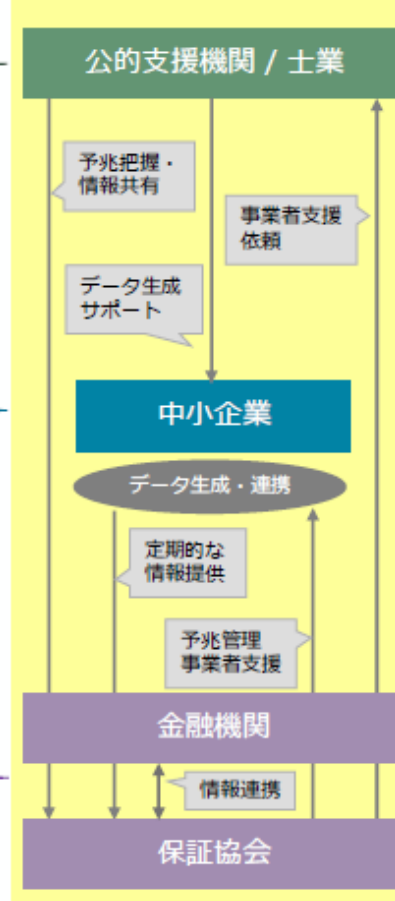 公的支援機関 / 士業
予兆把握・
情報共有
事業者支援
依頼
データ生成
サポート
中小企業
データ生成・連携
定期的な
情報提供
予兆管理
事業者支援
金融機関
情報連携
保証協会